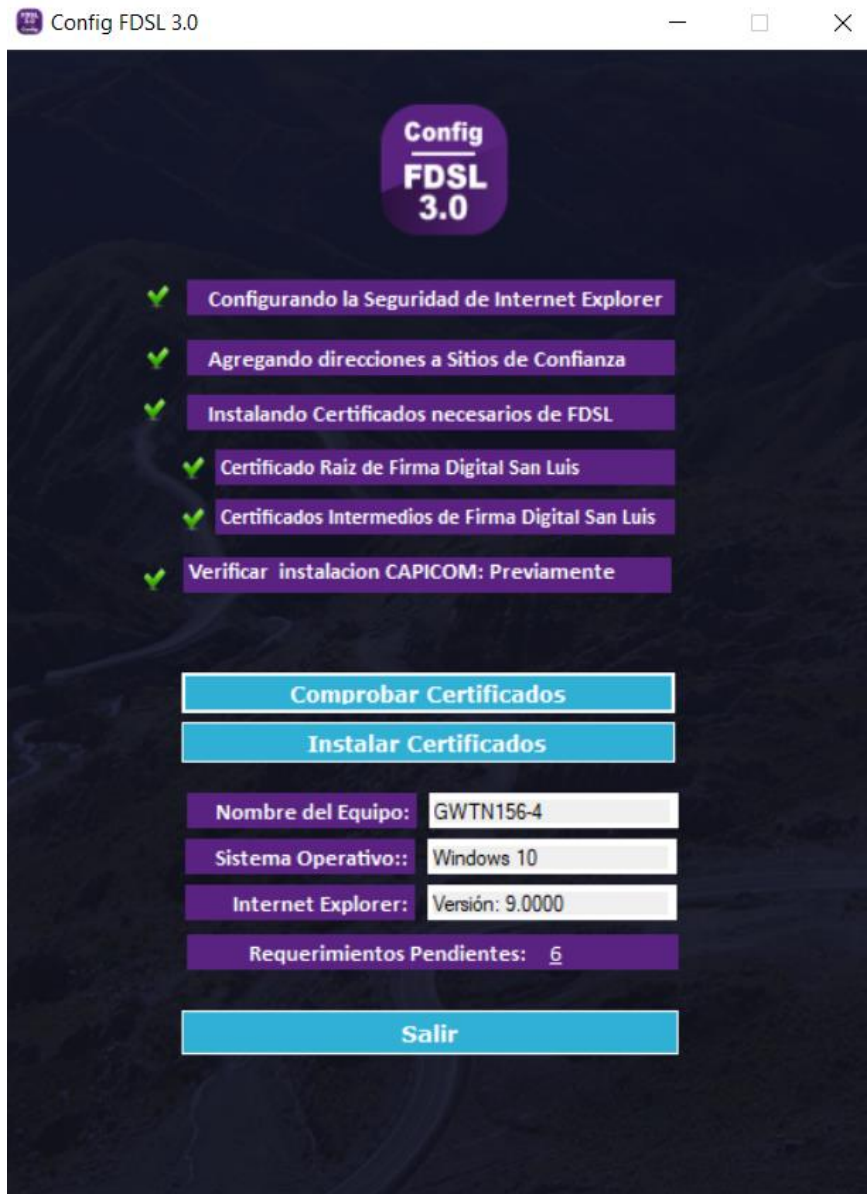 Config FDSL 3.0
Config
FDSL
3.0
Configurando la Seguridad de Internet Explorer
Agregando direcciones a Sitios de Confianza
Instalando Certificados necesarios de FDSL
Certificado Raiz de Firma Digital San Luis
Certificados Intermedios de Firma Digital San Luis
Verificar instalacion CAPICOM: Previamente
Comprobar Certificados
Instalar Certificados
Nombre del Equipo: GWTN156-4
Sistema Operativo:: Windows 10
Internet Explorer: Versión: 9.0000
Requerimientos Pendientes: 6
Salir